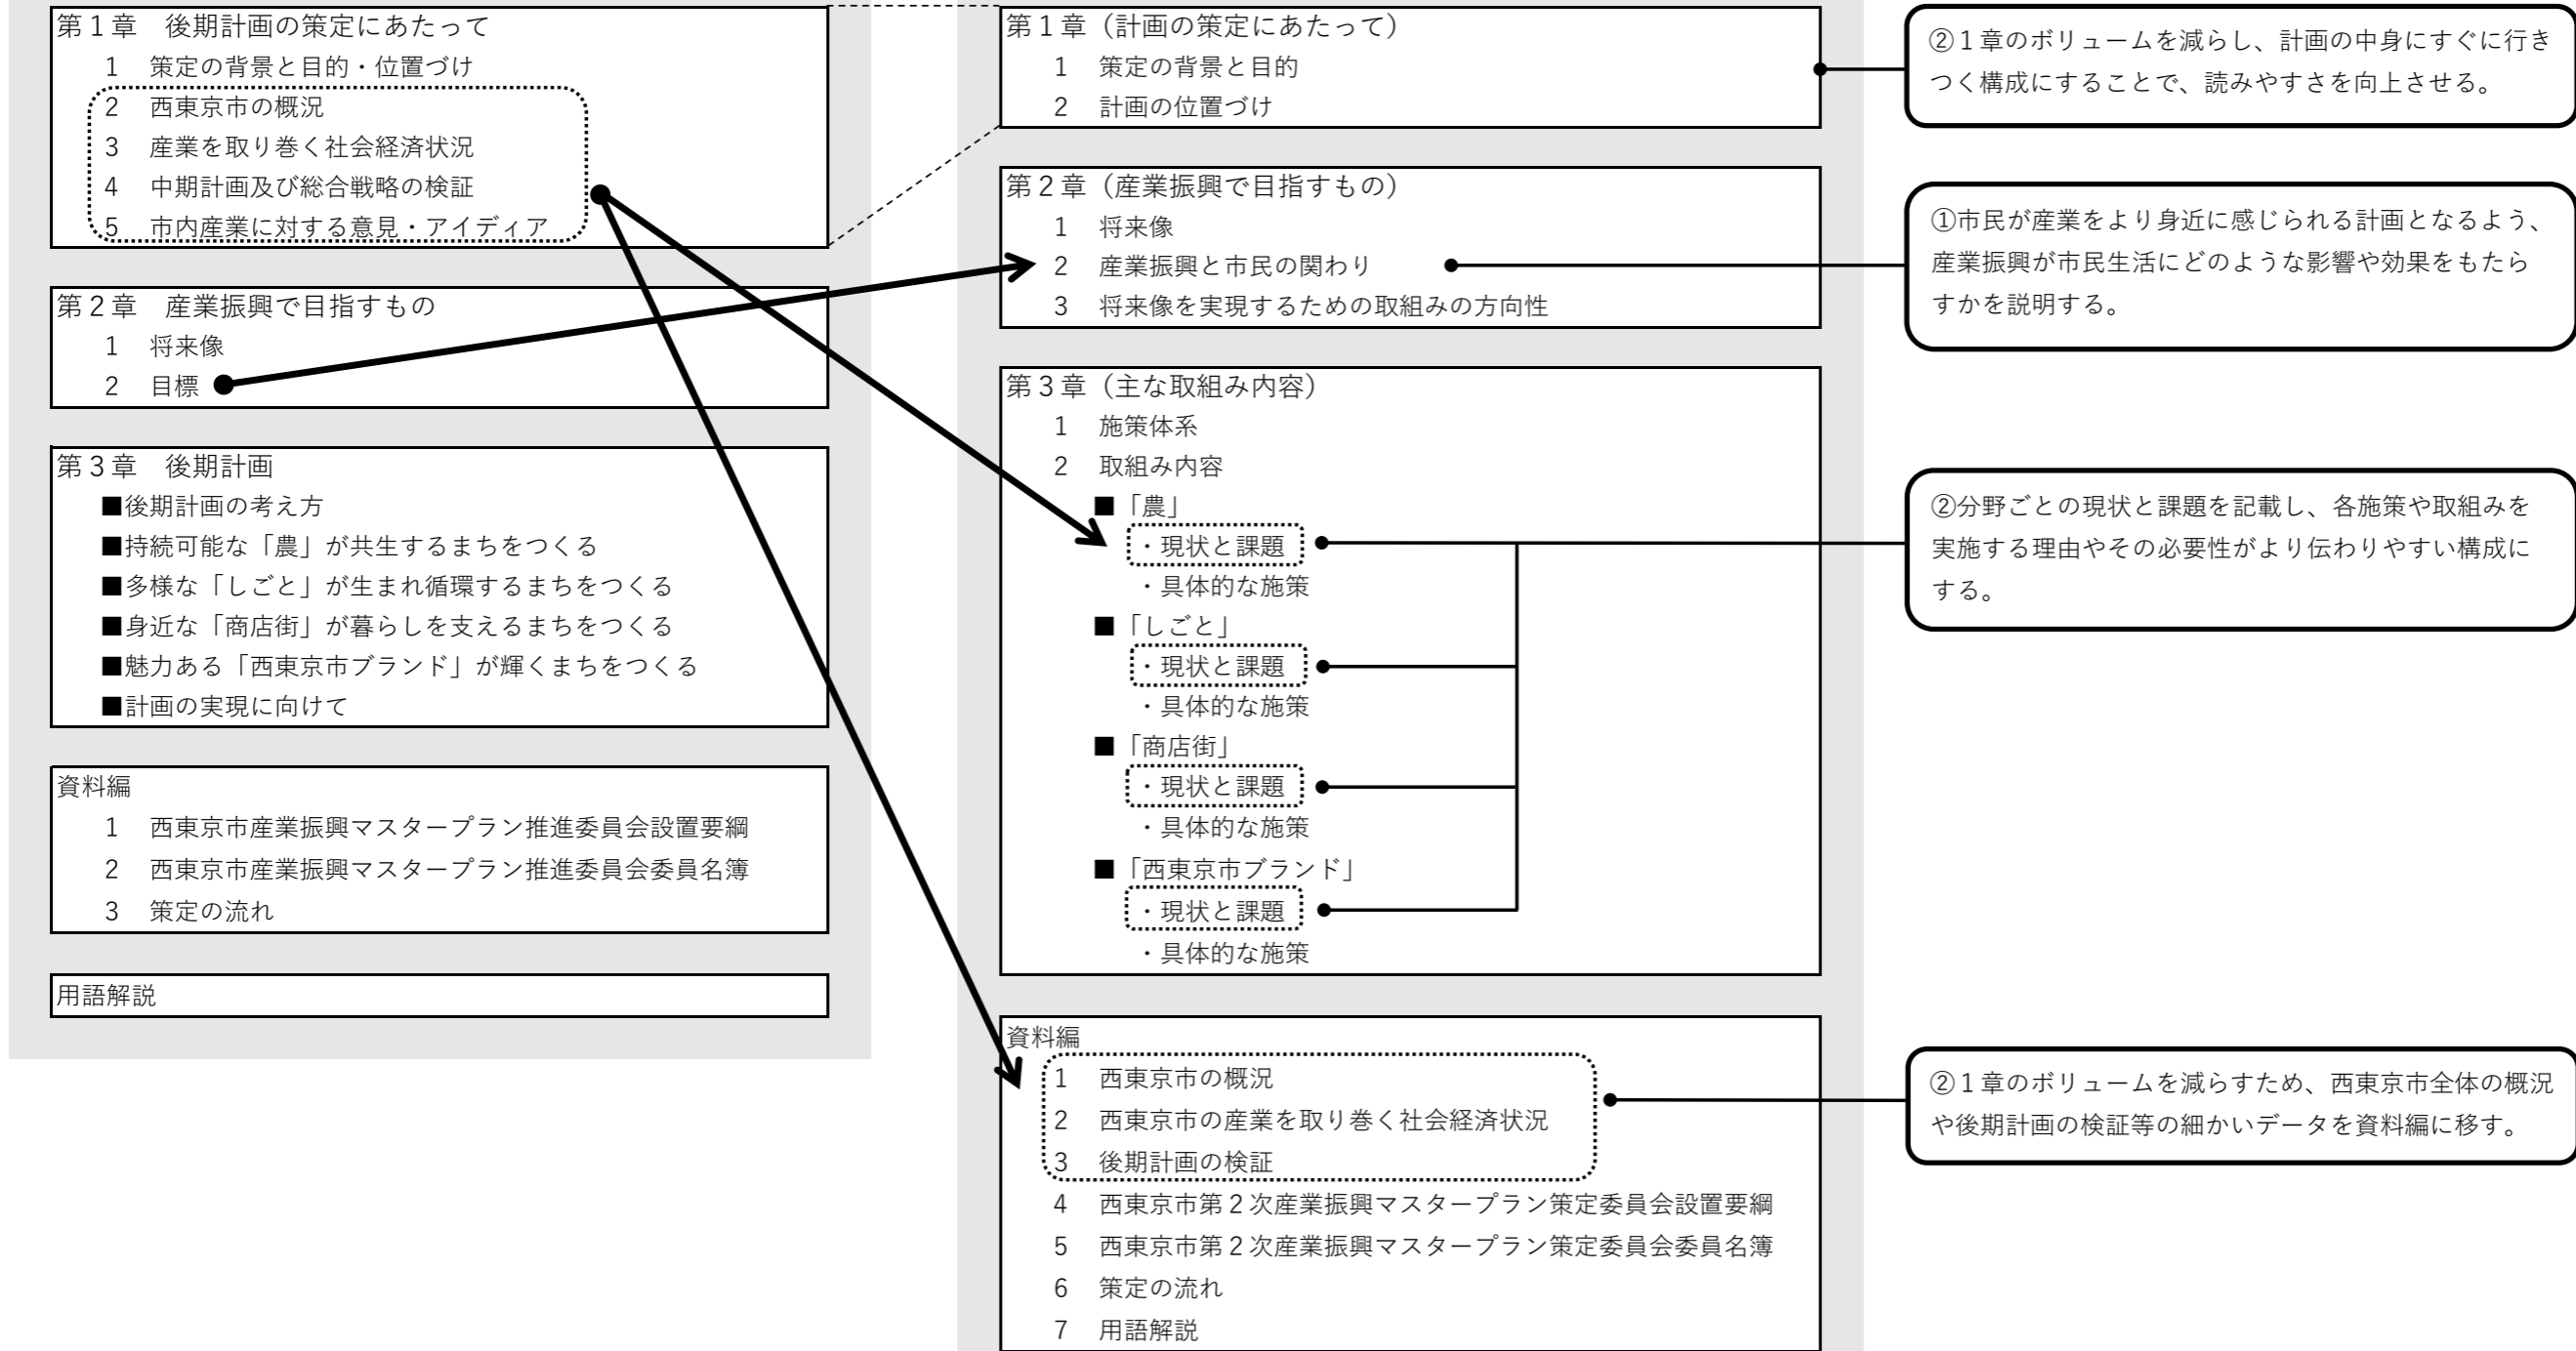 第１章　後期計画の策定にあたって
1　策定の背景と目的・位置づけ
2　西東京市の概況
3　産業を取り巻く社会経済状況
4　中期計画及び総合戦略の検証
5　市内産業に対する意見・アイディア
第２章　産業振興で目指すもの
1　将来像
2　目標
第３章　後期計画
■後期計画の考え方
■持続可能な「農」が共生するまちをつくる
■多様な「しごと」が生まれ循環するまちをつくる
■身近な「商店街」が暮らしを支えるまちをつくる
■魅力ある「西東京市ブランド」が輝くまちをつくる
■計画の実現に向けて
資料編
1　西東京市産業振興マスタープラン推進委員会設置要綱
2　西東京市産業振興マスタープラン推進委員会委員名簿
3　策定の流れ
用語解説
第１章（計画の策定にあたって）
1　策定の背景と目的
2　計画の位置づけ
第２章（産業振興で目指すもの）
1　将来像
2　産業振興と市民の関わり
3　将来像を実現するための取組みの方向性
第３章（主な取組み内容）
1　施策体系
2　取組み内容
■「農」
・現状と課題
・具体的な施策
■「しごと」
・現状と課題
・具体的な施策
■「商店街」
・現状と課題
・具体的な施策
■「西東京市ブランド」
・現状と課題
・具体的な施策
資料編
1　西東京市の概況
2　西東京市の産業を取り巻く社会経済状況
3　後期計画の検証
4　西東京市第２次産業振興マスタープラン策定委員会設置要綱
5　西東京市第２次産業振興マスタープラン策定委員会委員名簿
6　策定の流れ
7　用語解説
②１章のボリュームを減らし、計画の中身にすぐに行き
つく構成にすることで、読みやすさを向上させる。
①市民が産業をより身近に感じられる計画となるよう、
産業振興が市民生活にどのような影響や効果をもたら
すかを説明する。
②分野ごとの現状と課題を記載し、各施策や取組みを
実施する理由やその必要性がより伝わりやすい構成に
する。
②１章のボリュームを減らすため、西東京市全体の概況
や後期計画の検証等の細かいデータを資料編に移す。